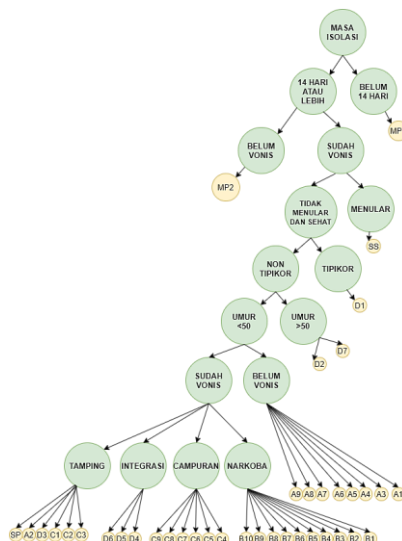 MASA
ISOLASI
14 HARI
ATAU
LEBIH
BELUM
14 HARI
MP
BELUM
VONIS
SUDAH
VONIS
MP2
TIDAK
MENULAR
DAN SEHAT
MENULAR
SS
NON
TIPIKOR
TIPIKOR
D1
UMUR
<50
UMUR
>50
D2
D7
SUDAH
VONIS
BELUM
VONIS
TAMPING
INTEGRASI
CAMPURAN
NARKOBA
A9 A8 A7 A6 A5 A4 A3 A1
SP A2 D3 C1 C2 C3
D6 D5 D4
C9 C8 C7 C6 C5 C4
B10 B9 B8 B7 B6 B5 B4 B3 B2 B1